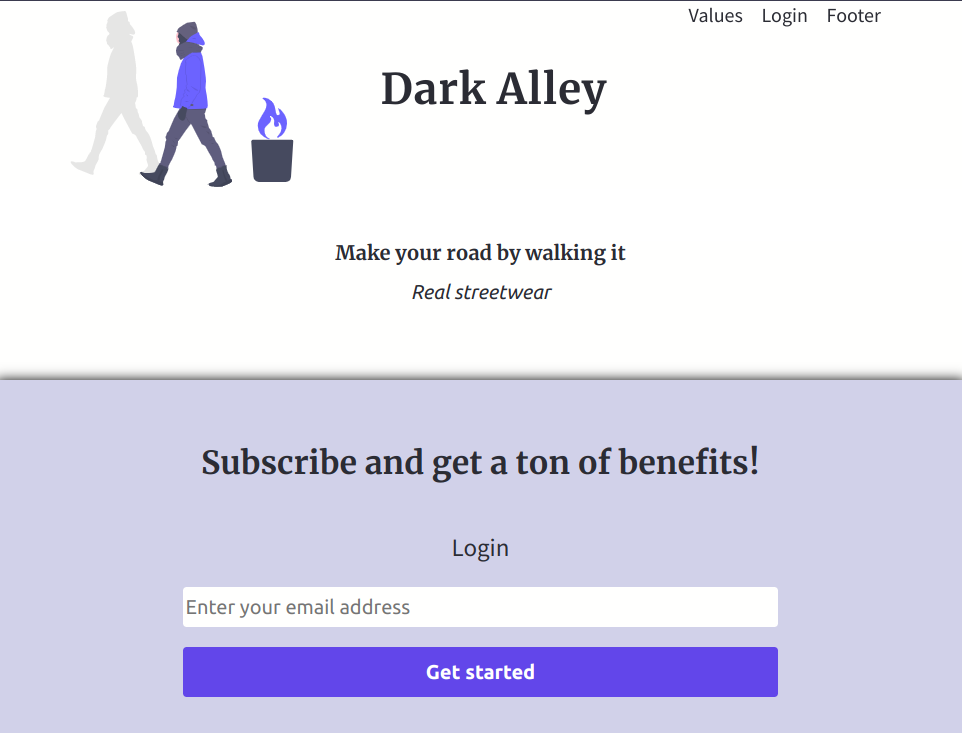 Values Login Footer
Dark Alley
Make your road by walking it
Real streetwear
Subscribe and get a ton of benefits!
Login
Enter your email address
Get started